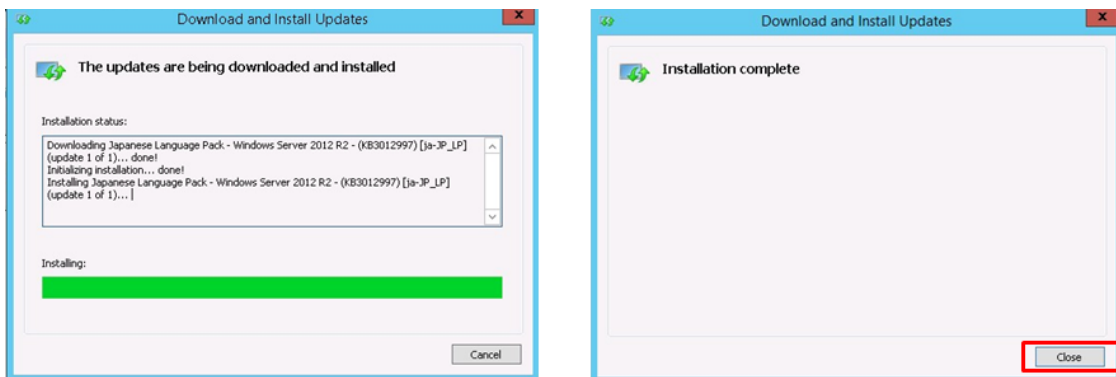 Download and Install Updates
X
The updates are being downloaded and installed
Installation status:
Downloading Japanese Language Pack - Windows Server 2012 R2 - (KB3012997) [ja-JP_LP]
(update 1 of 1)... done!
Initializing installation... done!
Installing Japanese Language Pack - Windows Server 2012 R2 - (KB3012997) [ja-JP_LP]
(update 1 of 1)...
Installing:
Cancel
Download and Install Updates
X
Installation complete
Close